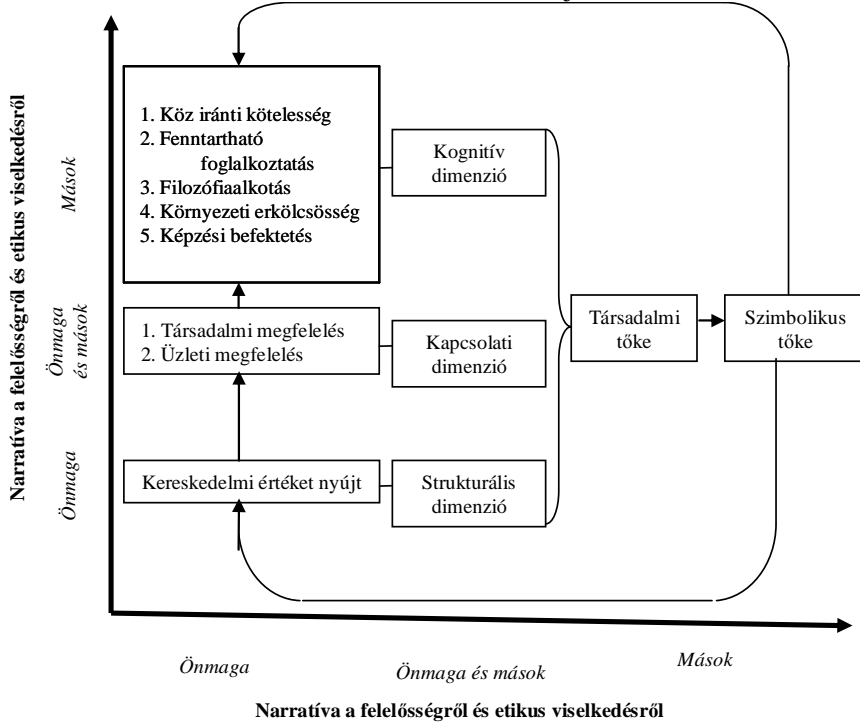 Narratíva a felelősségről és etikus viselkedésről
Mások
Önmaga
és mások
Önmaga
1. Köz iránti kötelesség
2. Fenntartható
foglalkoztatás
3. Filozófiaalkotás
4. Környezeti erkölcsösség
5. Képzési befektetés
Kognitív
dimenzió
1. Társadalmi megfelelés
2. Üzleti megfelelés
Kapcsolati
dimenzió
Társadalmi
tőke
Szimbolikus
tőke
Kereskedelmi értéket nyújt
Strukturális
dimenzió
Önmaga
Önmaga és mások
Mások
Narratíva a felelősségről és etikus viselkedésről